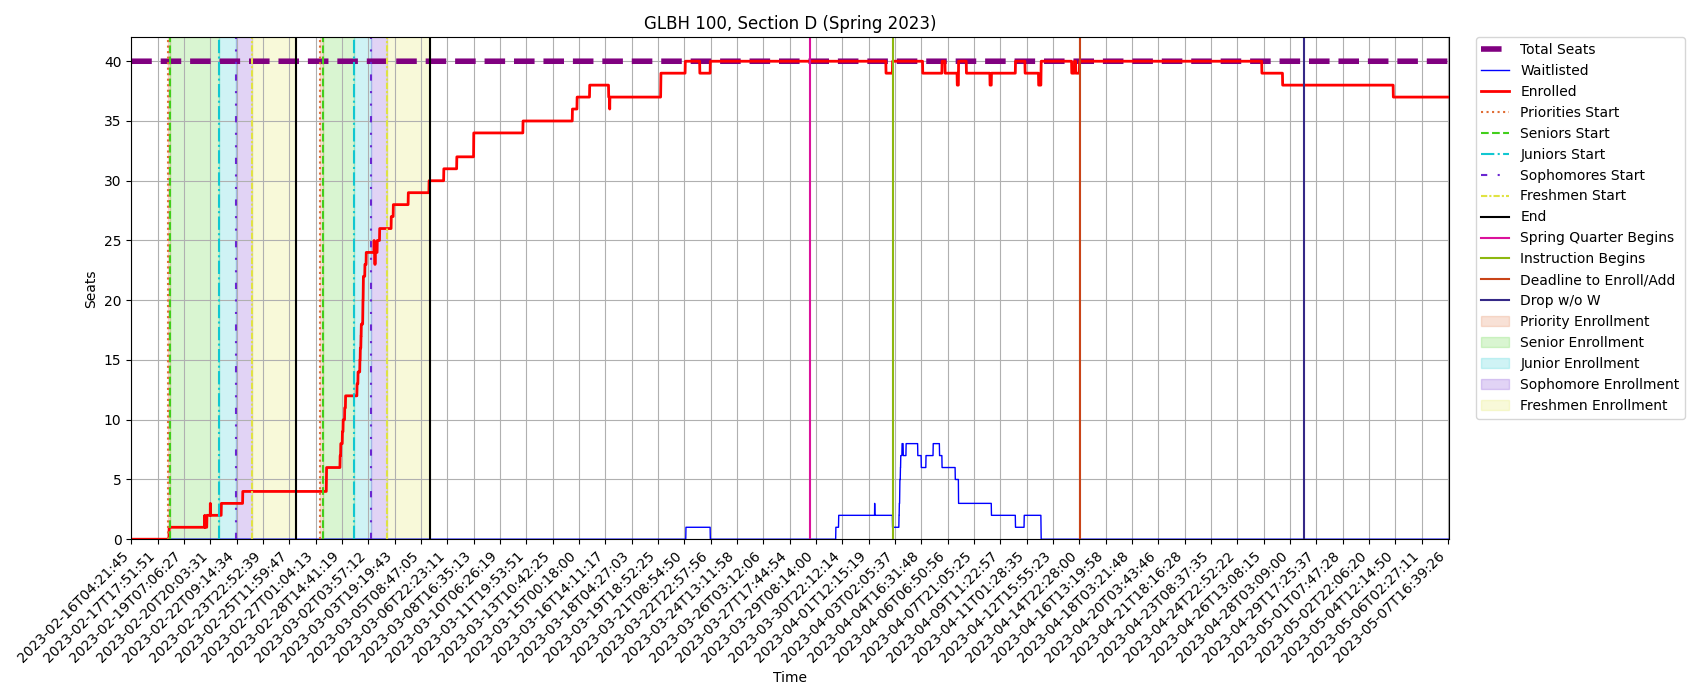 GLBH 100, Section D (Spring 2023)
Seats
40
35
30
25
20
15
10
5
0
2023-02-16T04:21:45
2023-02-17T17:51:51
2023-02-19T07:06:27
2023-02-20T20:03:31
2023-02-22T09:14:34
2023-02-23T22:52:39
2023-02-25T11:59:47
2023-02-27T01:04:13
2023-02-28T14:41:19
2023-03-02T03:57:12
2023-03-03T19:19:43
2023-03-05T08:47:05
2023-03-06T22:23:11
2023-03-08T16:35:13
2023-03-10T06:26:19
2023-03-11T19:53:51
2023-03-13T10:42:25
2023-03-15T00:18:00
2023-03-16T14:11:17
2023-03-18T04:27:03
2023-03-19T18:52:25
2023-03-21T08:54:50
2023-03-22T22:57:56
2023-03-24T13:11:58
2023-03-26T03:12:06
2023-03-27T17:44:54
2023-03-29T08:14:00
2023-03-30T22:12:14
2023-04-01T12:15:19
2023-04-03T02:05:37
2023-04-04T16:31:48
2023-04-06T06:50:56
2023-04-07T21:05:25
2023-04-09T11:22:57
2023-04-11T01:28:35
2023-04-12T15:55:23
2023-04-14T22:28:00
2023-04-16T13:19:58
2023-04-18T03:21:48
2023-04-20T03:43:46
2023-04-21T18:16:28
2023-04-23T08:37:35
2023-04-24T22:52:22
2023-04-26T13:08:15
2023-04-28T03:09:00
2023-04-29T17:25:37
2023-05-01T07:47:28
2023-05-02T22:06:20
2023-05-04T12:14:50
2023-05-06T02:27:11
2023-05-07T16:39:26
Time
Total Seats
Waitlisted
Enrolled
Priorities Start
Seniors Start
Juniors Start
Sophomores Start
Freshmen Start
End
Spring Quarter Begins
Instruction Begins
Deadline to Enroll/Add
Drop w/o W
Priority Enrollment
Senior Enrollment
Junior Enrollment
Sophomore Enrollment
Freshmen Enrollment